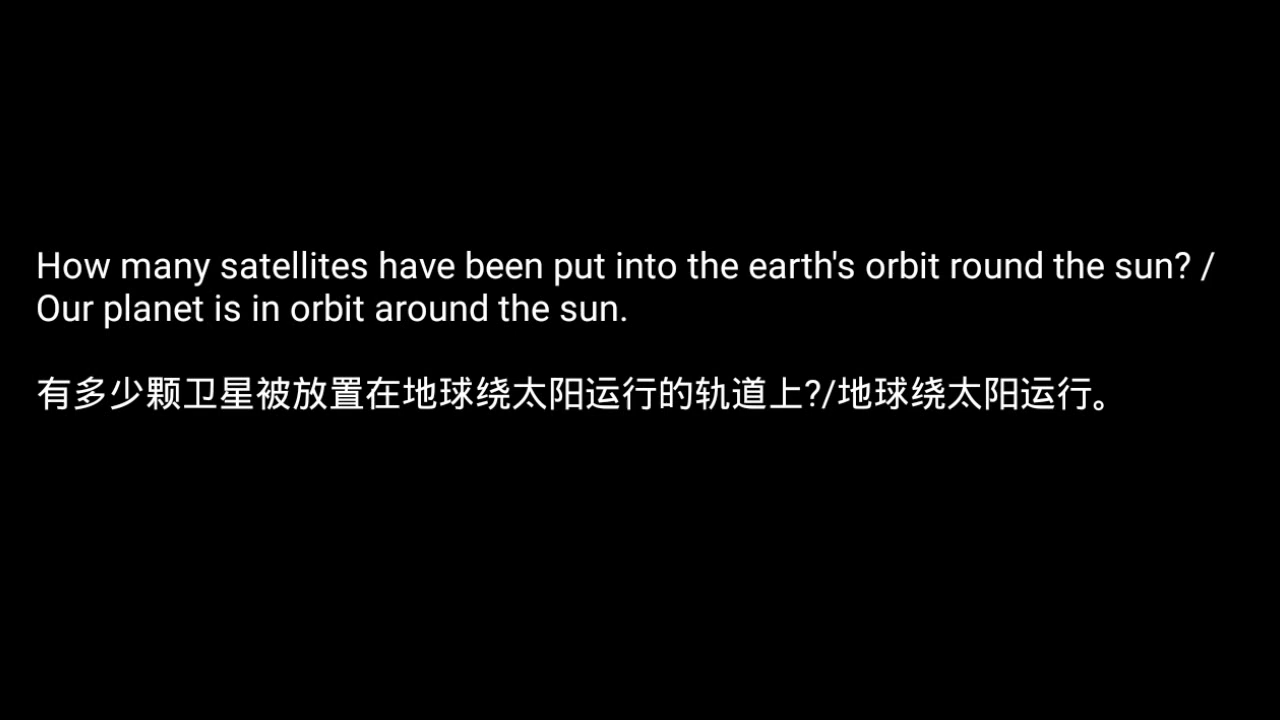 How many satellites have been put into the earth's orbit round the sun? /
Our planet is in orbit around the sun.
有多少颗卫星被放置在地球绕太阳运行的轨道上?/地球绕太阳运行。